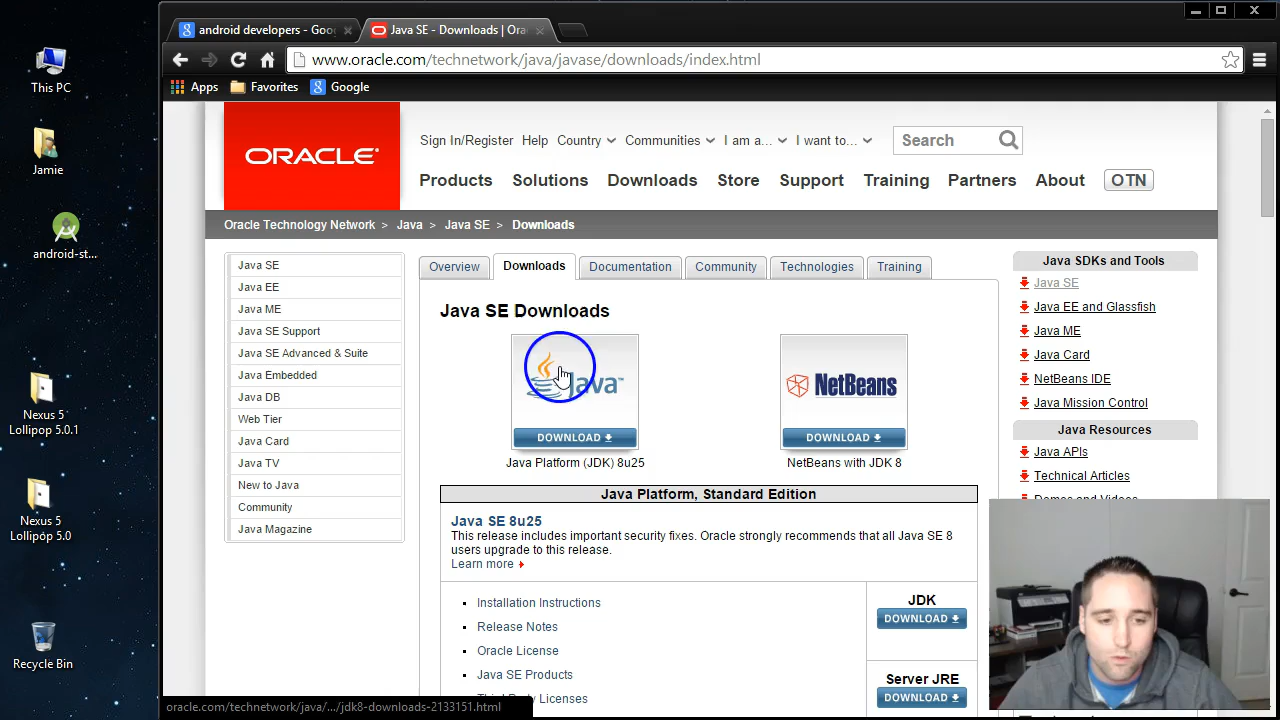 This PC
Jamie
android-st...
Nexus 5
Lollipop 5.0.1
Nexus 5
Lollipop 5.0
Recycle Bin
android developers - Goo
Java SE - Downloads | Ora
www.oracle.com/technetwork/java/javase/downloads/index.html
Apps Favorites Google
ORACLE
Sign In/Register Help Country Communities I am a... I want to... Search
Products Solutions Downloads Store Support Training Partners About OTN
Oracle Technology Network > Java > Java SE > Downloads
Java SE
Java EE
Java ME
Java SE Support
Java SE Advanced & Suite
Java Embedded
Java DB
Web Tier
Java Card
Java TV
New to Java
Community
Java Magazine
Overview Downloads Documentation Community Technologies Training
Java SE Downloads
Java
DOWNLOAD
Java Platform (JDK) 8u25
NetBeans
DOWNLOAD
NetBeans with JDK 8
Java Platform, Standard Edition
Java SE 8u25
This release includes important security fixes. Oracle strongly recommends that all Java SE 8
users upgrade to this release.
Learn more
Installation Instructions
Release Notes
Oracle License
Java SE Products
Third Party Licenses
JDK
DOWNLOAD
Server JRE
DOWNLOAD
Java SDKs and Tools
Java SE
Java EE and Glassfish
Java ME
Java Card
NetBeans IDE
Java Mission Control
Java Resources
Java APIs
Technical Articles
Demos and Videos
oracle.com/technetwork/java/.../jdk8-downloads-2133151.html